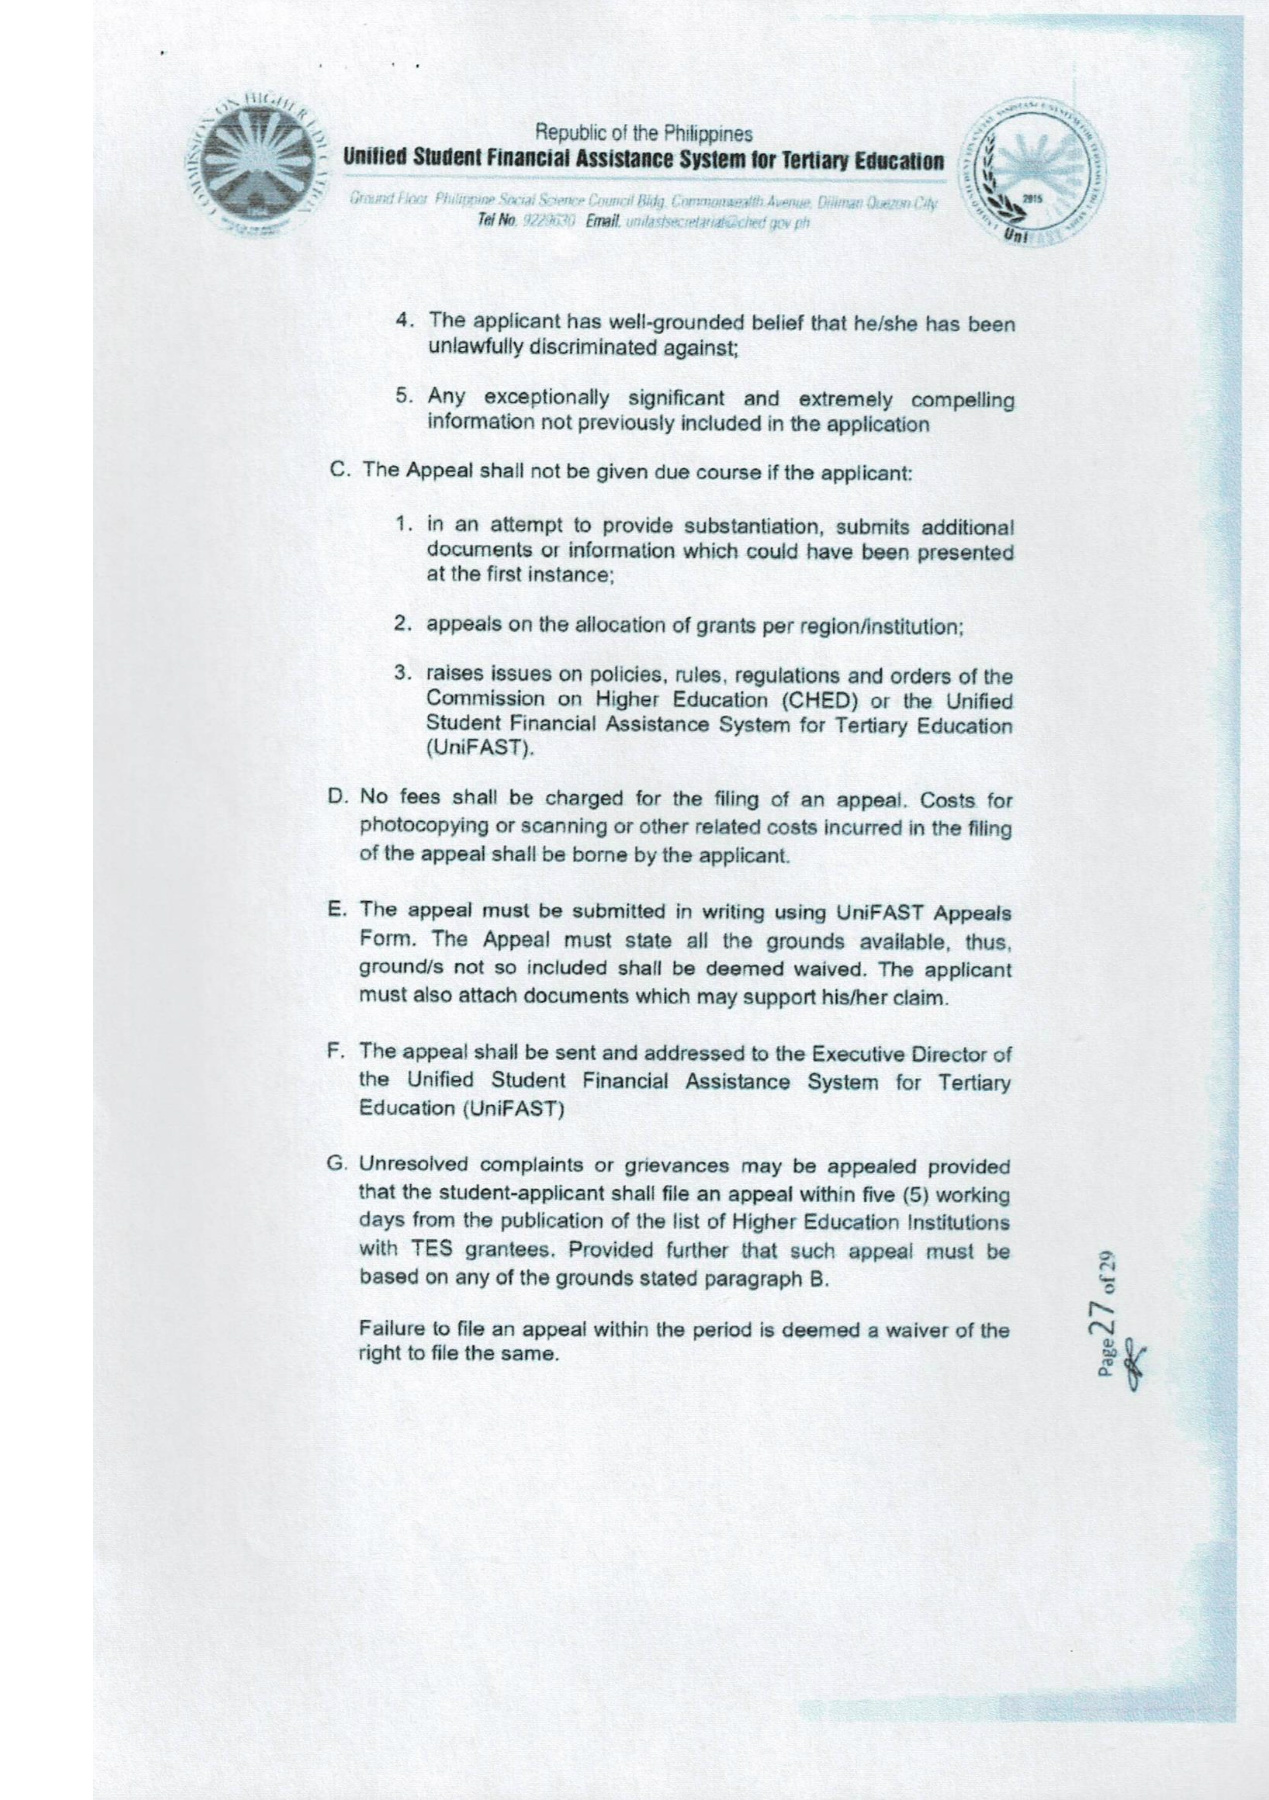 COMMISSION ON HIGHER EDUCATION
Republic of the Philippines
Unified Student Financial Assistance System for Tertiary Education
Ground Floor Philippine Social Science Council Bldg. Commonwealth Avenue, Diliman Quezon City
Tel No. 9229630 Email. unifastsecretariat@ched.gov.ph
2015
UniFAST
4. The applicant has well-grounded belief that he/she has been
unlawfully discriminated against;
5. Any exceptionally significant and extremely compelling
information not previously included in the application
C. The Appeal shall not be given due course if the applicant:
1. in an attempt to provide substantiation, submits additional
documents or information which could have been presented
at the first instance;
2. appeals on the allocation of grants per region/institution;
3. raises issues on policies, rules, regulations and orders of the
Commission on Higher Education (CHED) or the Unified
Student Financial Assistance System for Tertiary Education
(UniFAST).
D. No fees shall be charged for the filing of an appeal. Costs for
photocopying or scanning or other related costs incurred in the filing
of the appeal shall be borne by the applicant.
E. The appeal must be submitted in writing using UniFAST Appeals
Form. The Appeal must state all the grounds available, thus,
ground/s not so included shall be deemed waived. The applicant
must also attach documents which may support his/her claim.
F. The appeal shall be sent and addressed to the Executive Director of
the Unified Student Financial Assistance System for Tertiary
Education (UniFAST)
G. Unresolved complaints or grievances may be appealed provided
that the student-applicant shall file an appeal within five (5) working
days from the publication of the list of Higher Education Institutions
with TES grantees. Provided further that such appeal must be
based on any of the grounds stated paragraph B.
Failure to file an appeal within the period is deemed a waiver of the
right to file the same.
Page 27 of 29